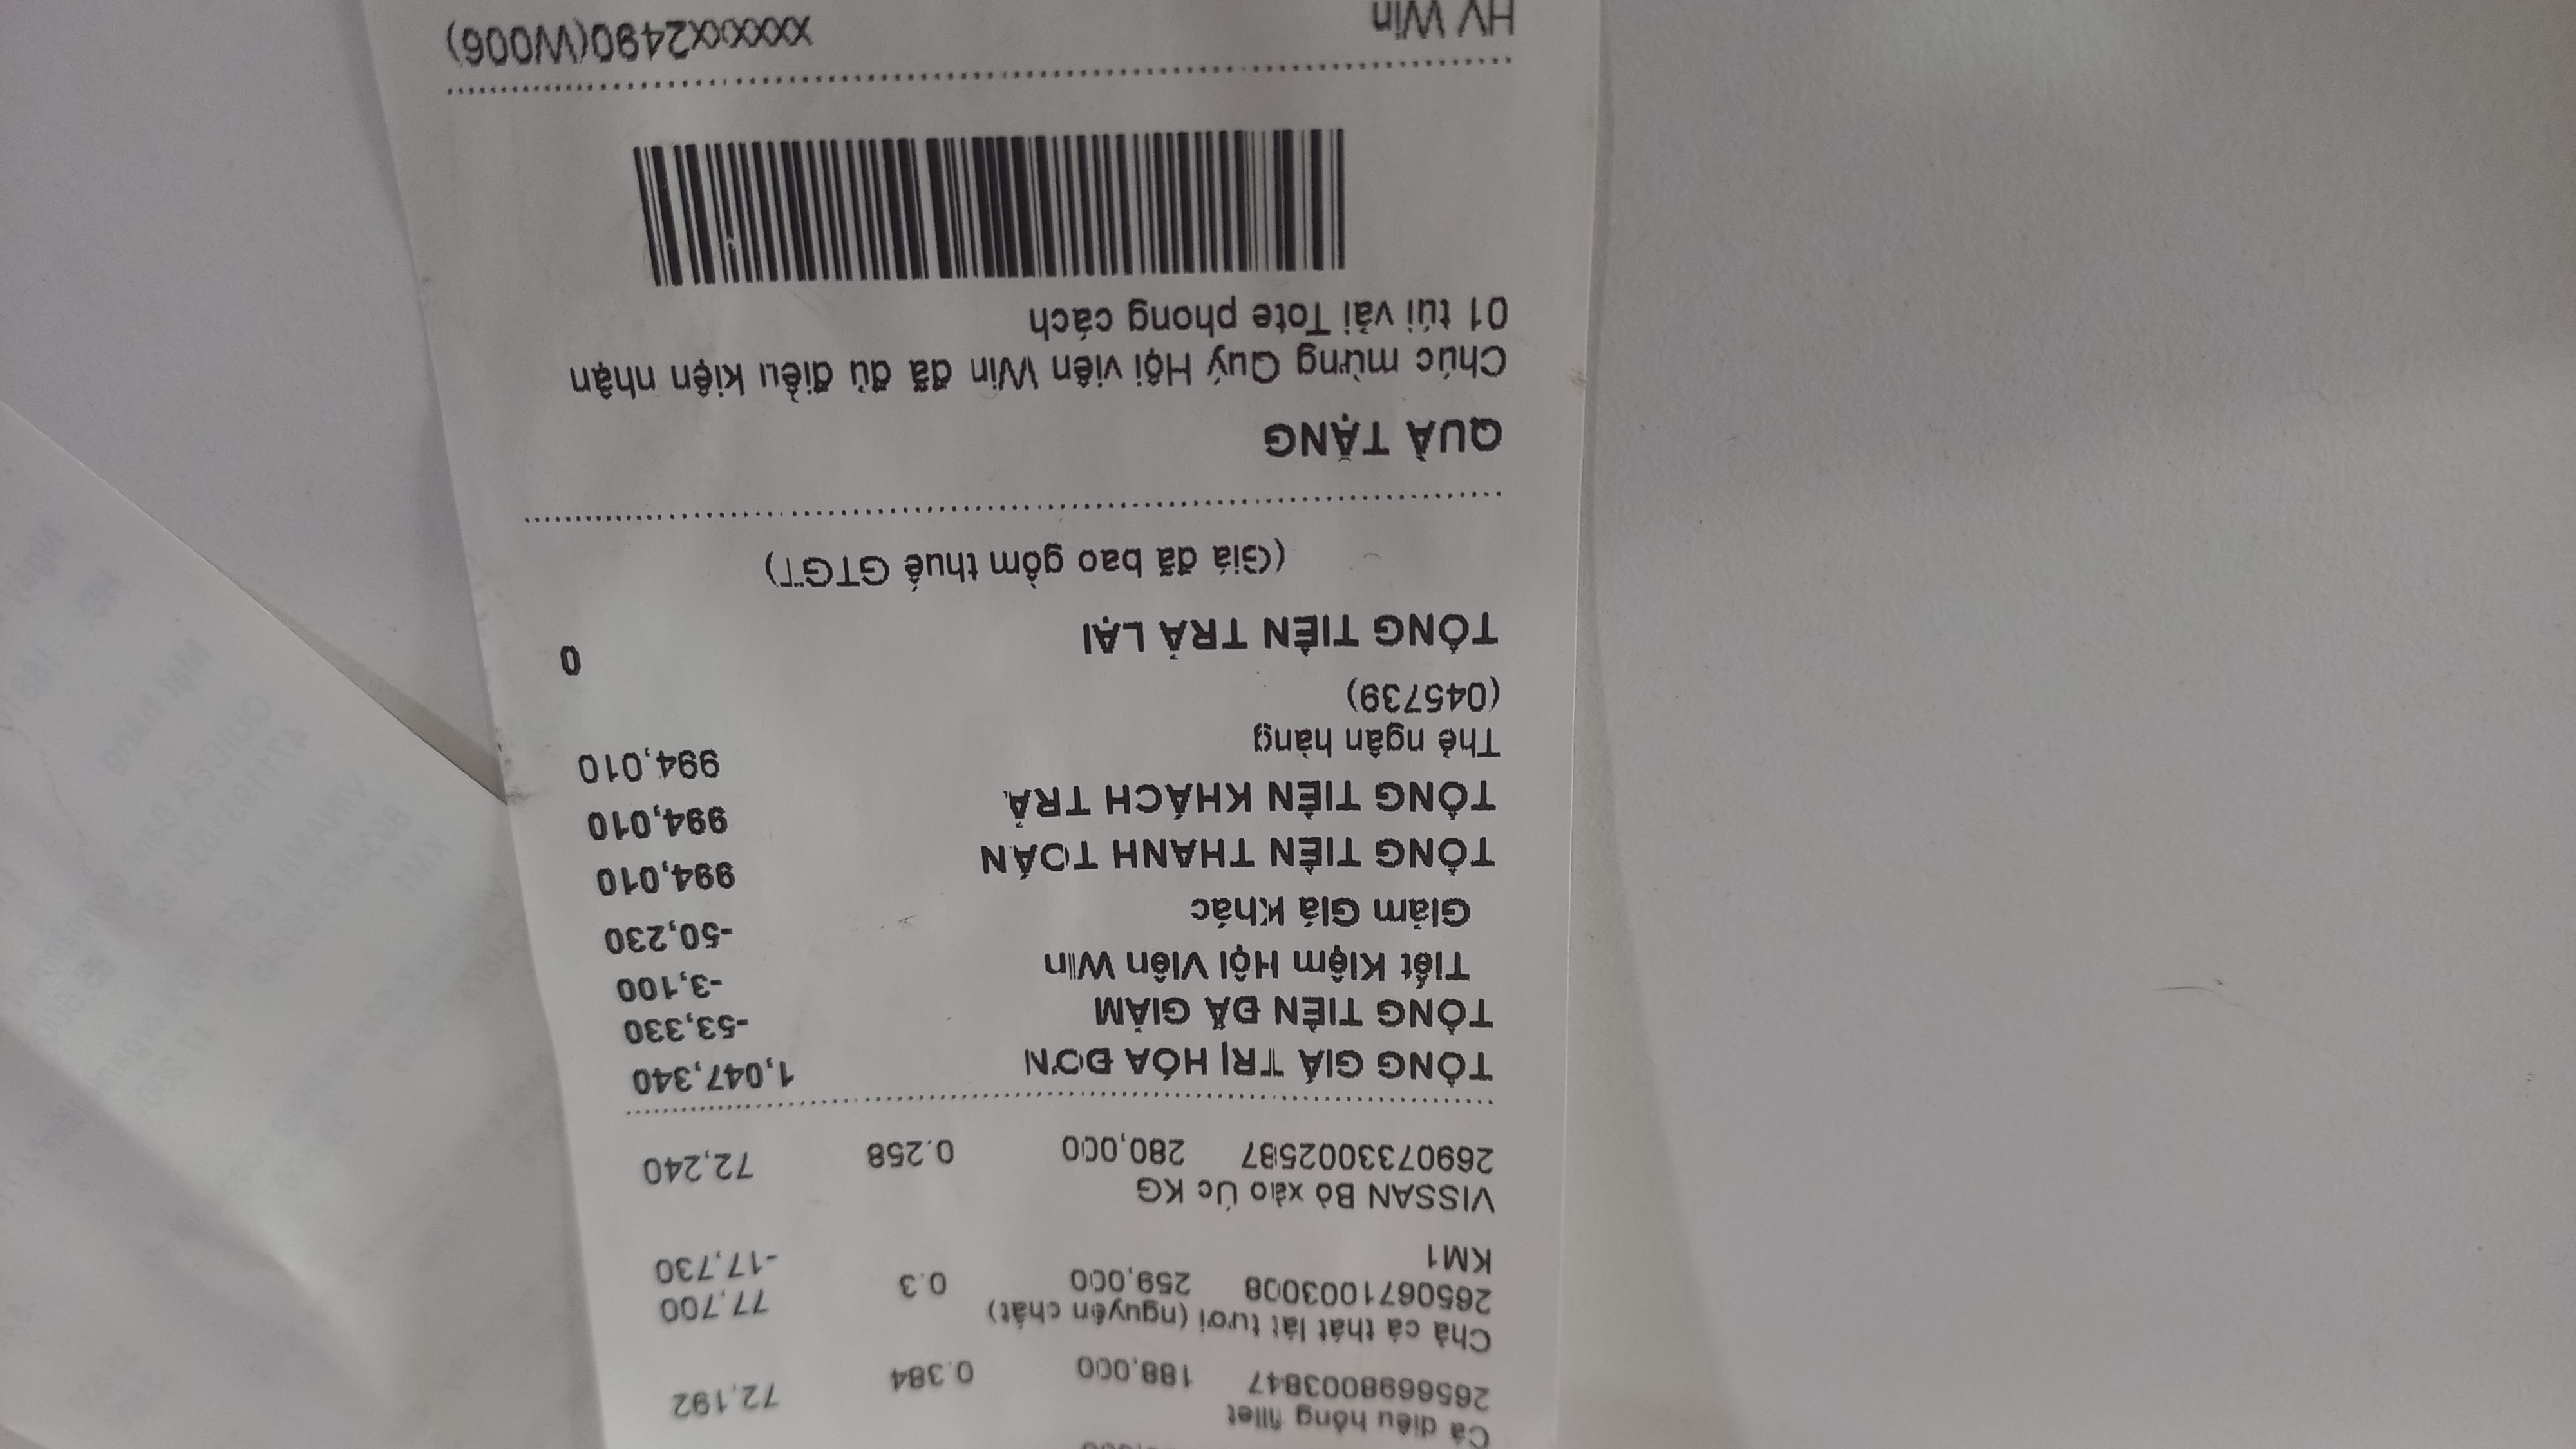 Cá diêu hồng fillet
2656698003847 188,000 0.384 72,192
Chả cá thát lát tươi (nguyên chất)
2650671003008 259,000 0.3 77,700
KM1 -17,730
VISSAN Bò xào Úc KG
2690733002587 280,000 0.258 72,240
TỔNG GIÁ TRỊ HÓA ĐƠN 1,047,340
TỔNG TIỀN ĐÃ GIẢM -53,330
Tiết Kiệm Hội Viên Win -3,100
Giảm Giá Khác -50,230
TỔNG TIỀN THANH TOÁN 994,010
TỔNG TIỀN KHÁCH TRẢ 994,010
Thẻ ngân hàng 994,010
(045739)
TỔNG TIỀN TRẢ LẠI 0
(Giá đã bao gồm thuế GTGT)
QUÀ TẶNG
Chúc mừng Quý Hội viên Win đã đủ điều kiện nhận
01 túi vải Tote phong cách
HV Win xxxxxx2490(W006)